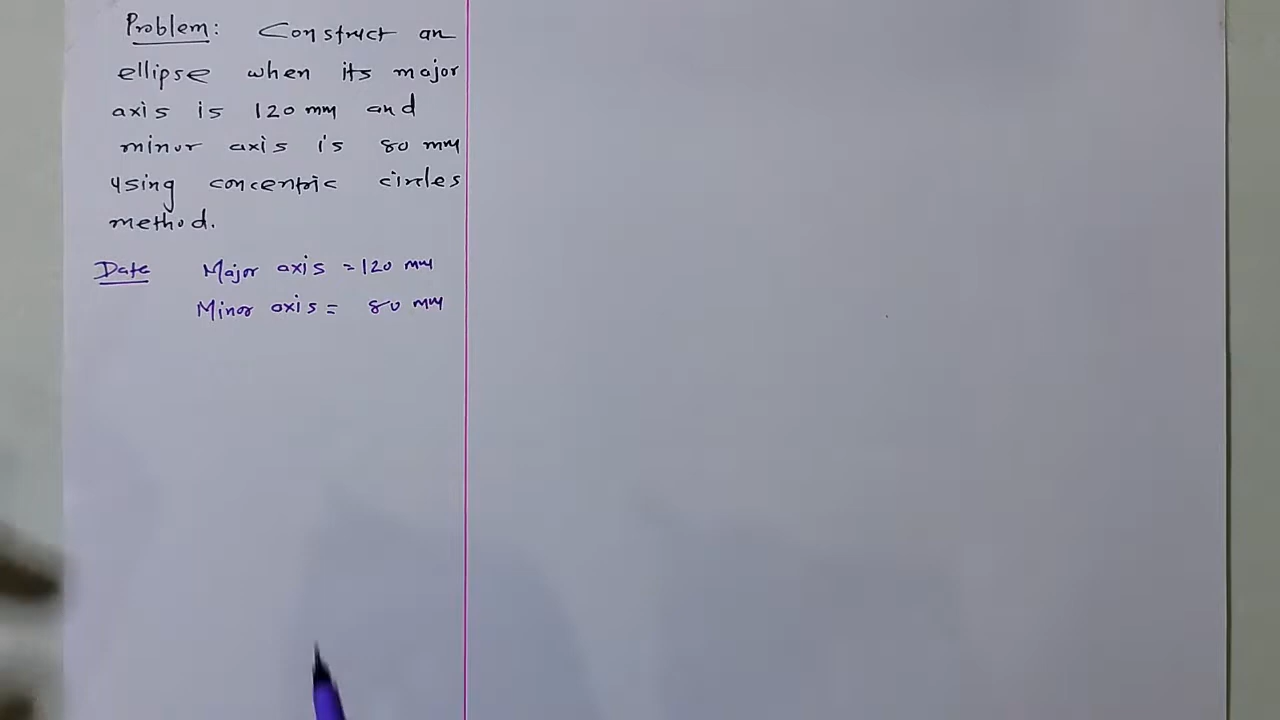 Problem: Construct an
ellipse when its major
axis is 120 mm and
minor axis is 80 mm
using concentric circles
method.
Date Major axis = 120 mm
Minor axis = 80 mm